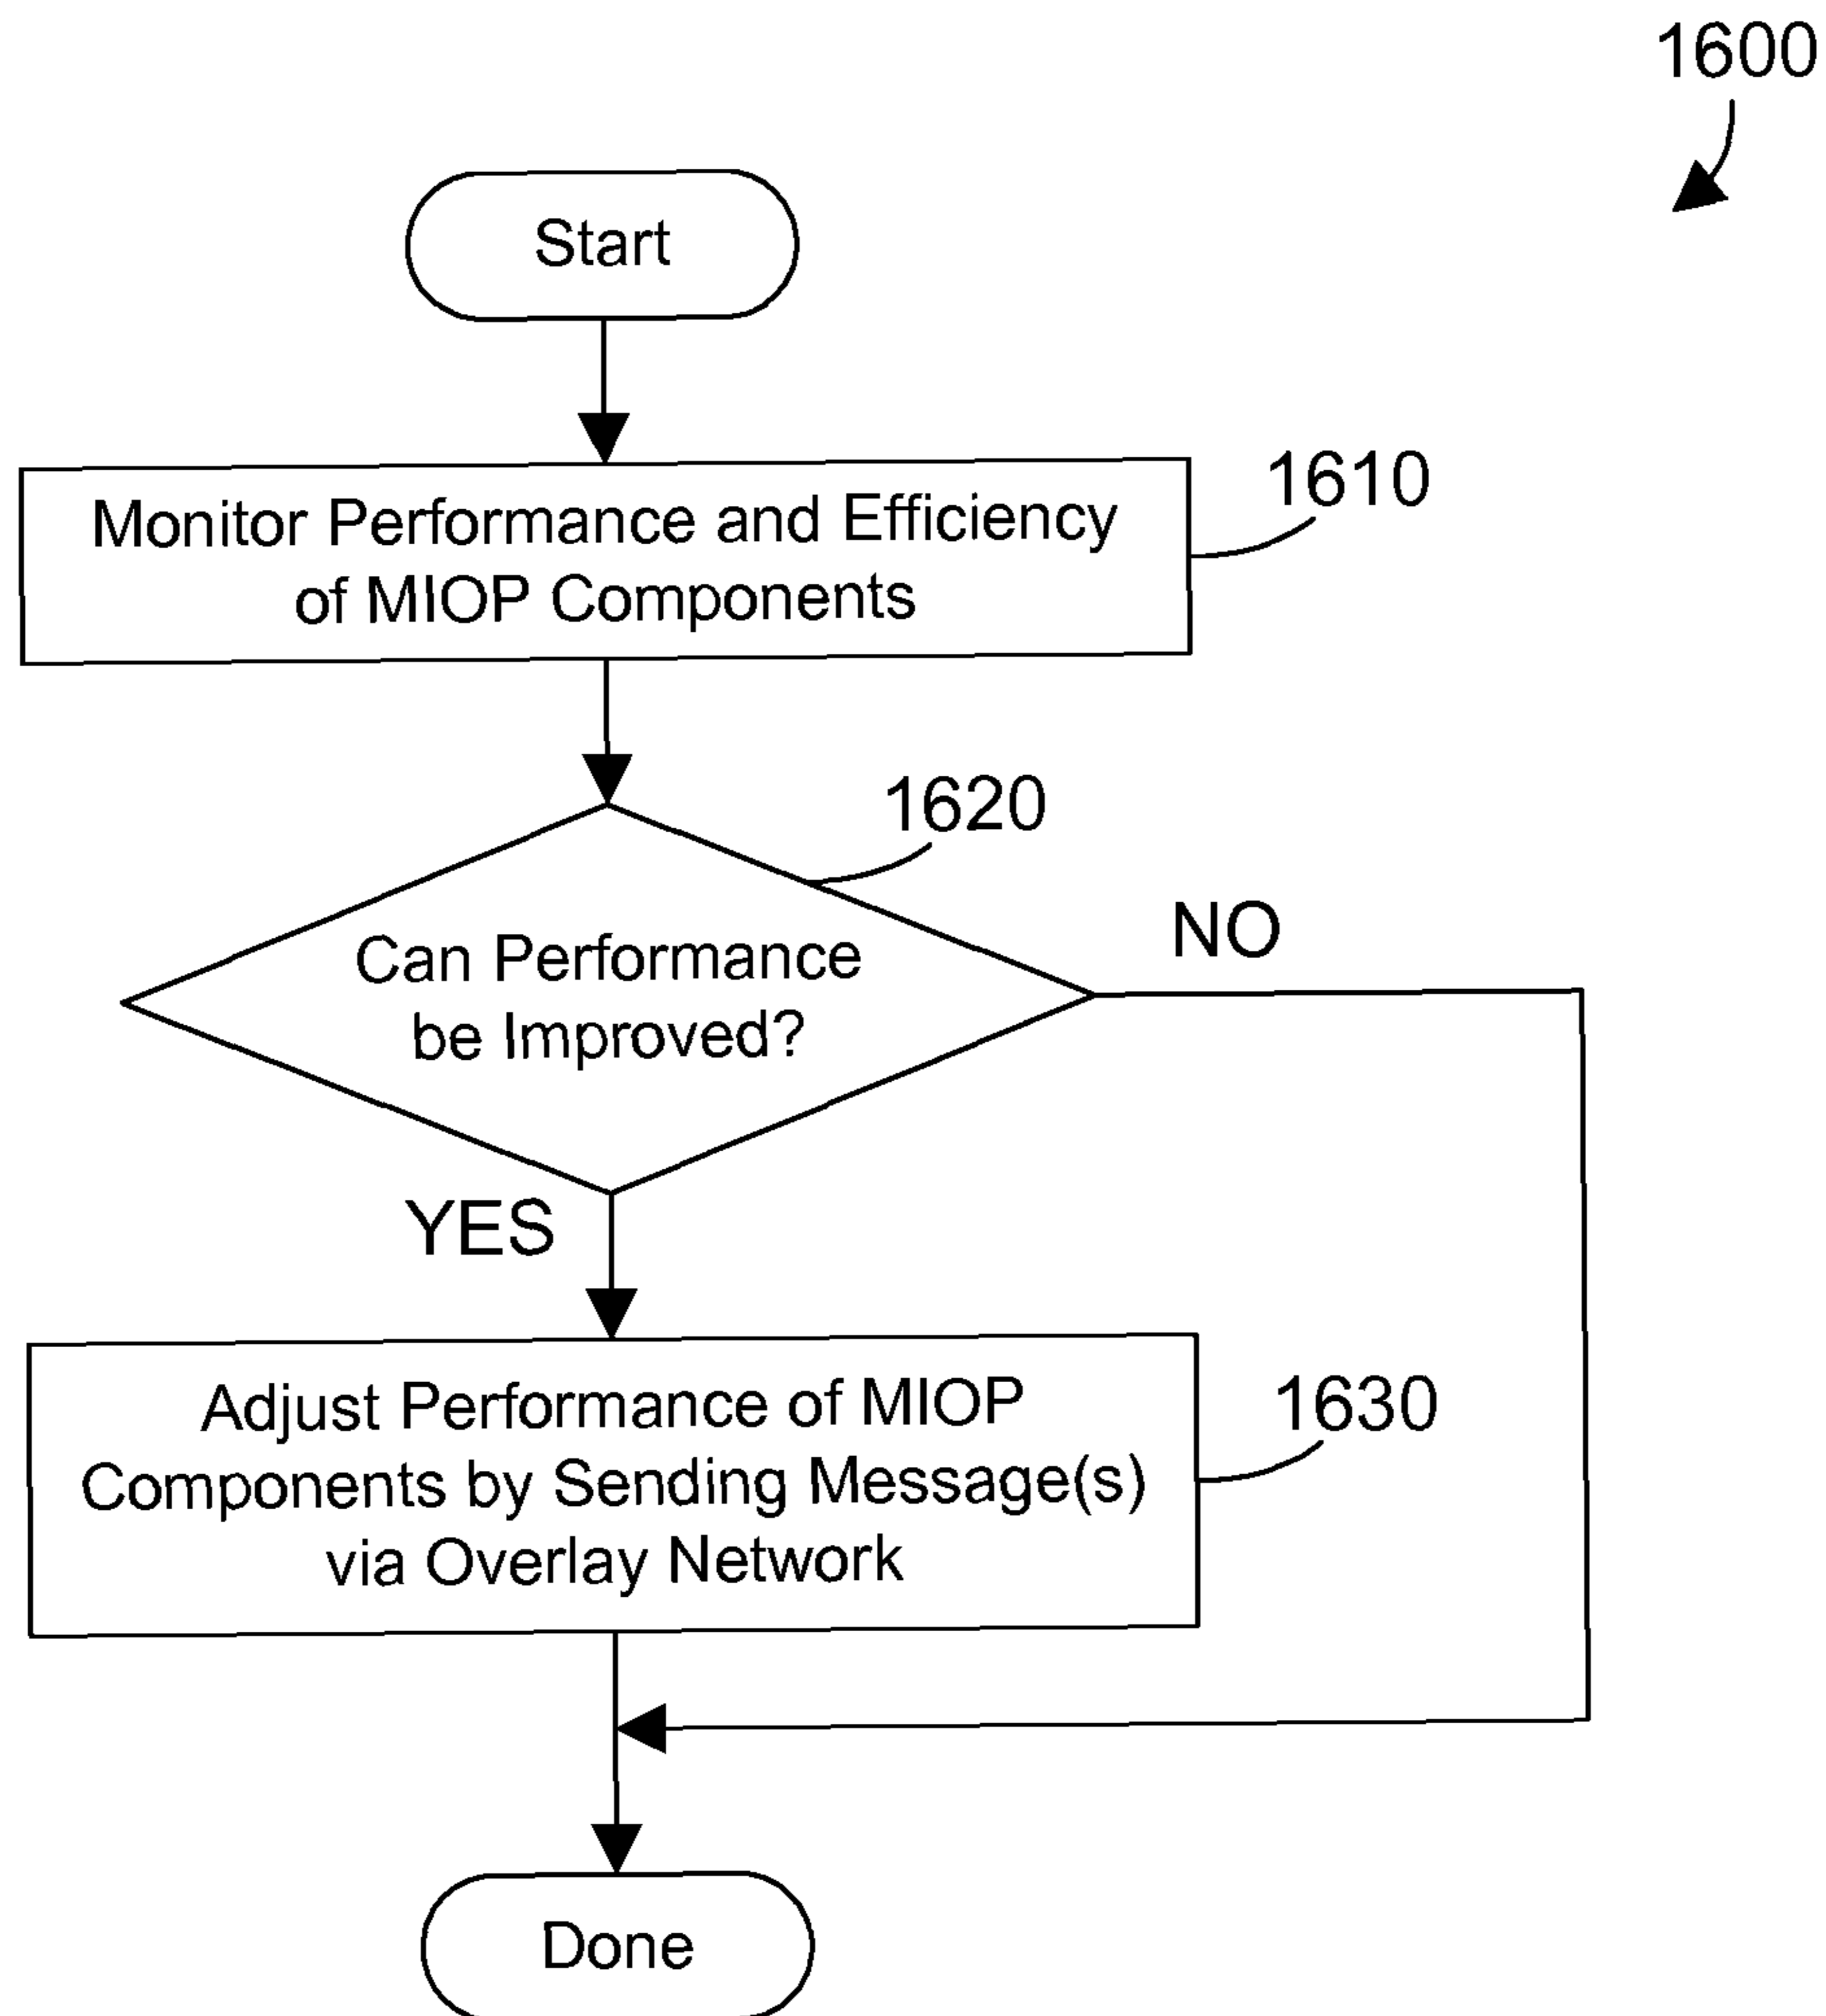 1600
Start
Monitor Performance and Efficiency
of MIOP Components
1610
1620
Can Performance
be Improved?
NO
YES
Adjust Performance of MIOP
Components by Sending Message(s)
via Overlay Network
1630
Done